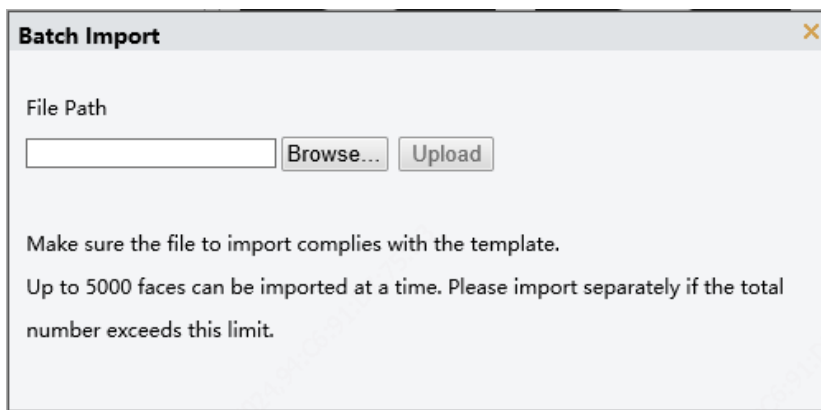 Batch Import
File Path
Browse... Upload
Make sure the file to import complies with the template.
Up to 5000 faces can be imported at a time. Please import separately if the total
number exceeds this limit.